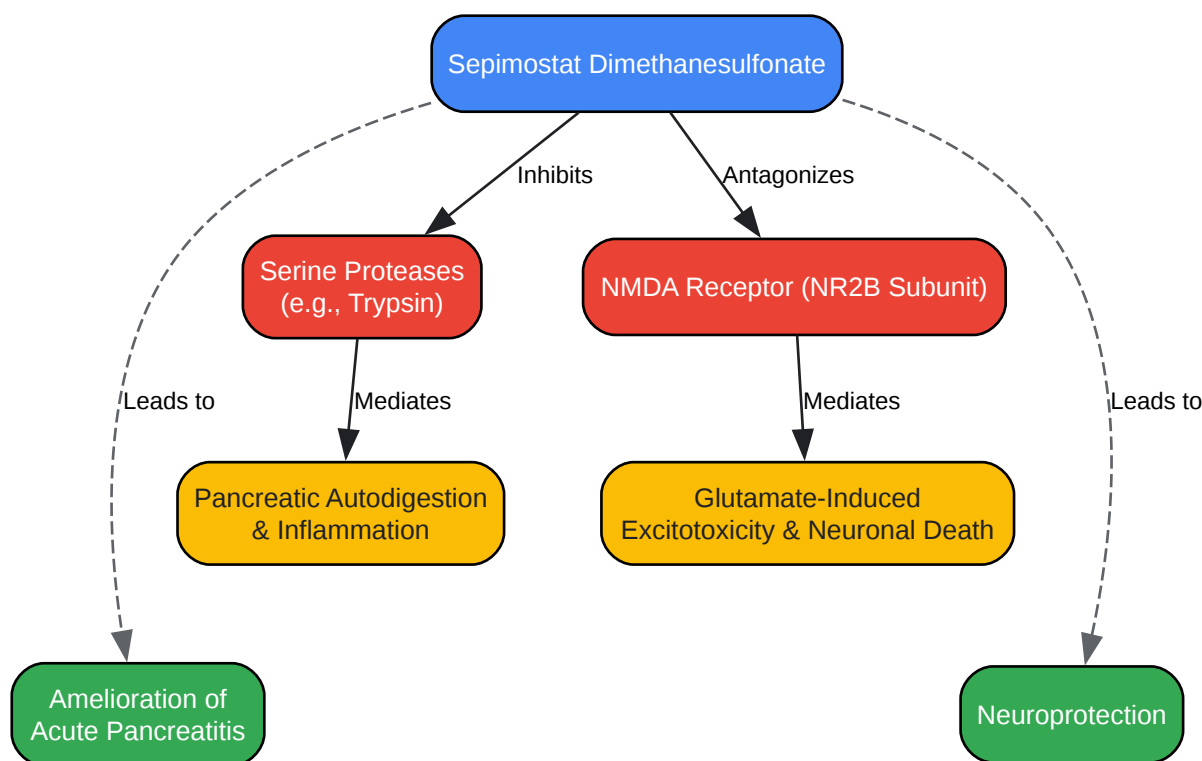 Sepimostat Dimethanesulfonate
Inhibits
Antagonizes
Serine Proteases
(e.g., Trypsin)
NMDA Receptor (NR2B Subunit)
Leads to
Mediates
Mediates
Leads to
Pancreatic Autodigestion
& Inflammation
Glutamate-Induced
Excitotoxicity & Neuronal Death
Amelioration of
Acute Pancreatitis
Neuroprotection